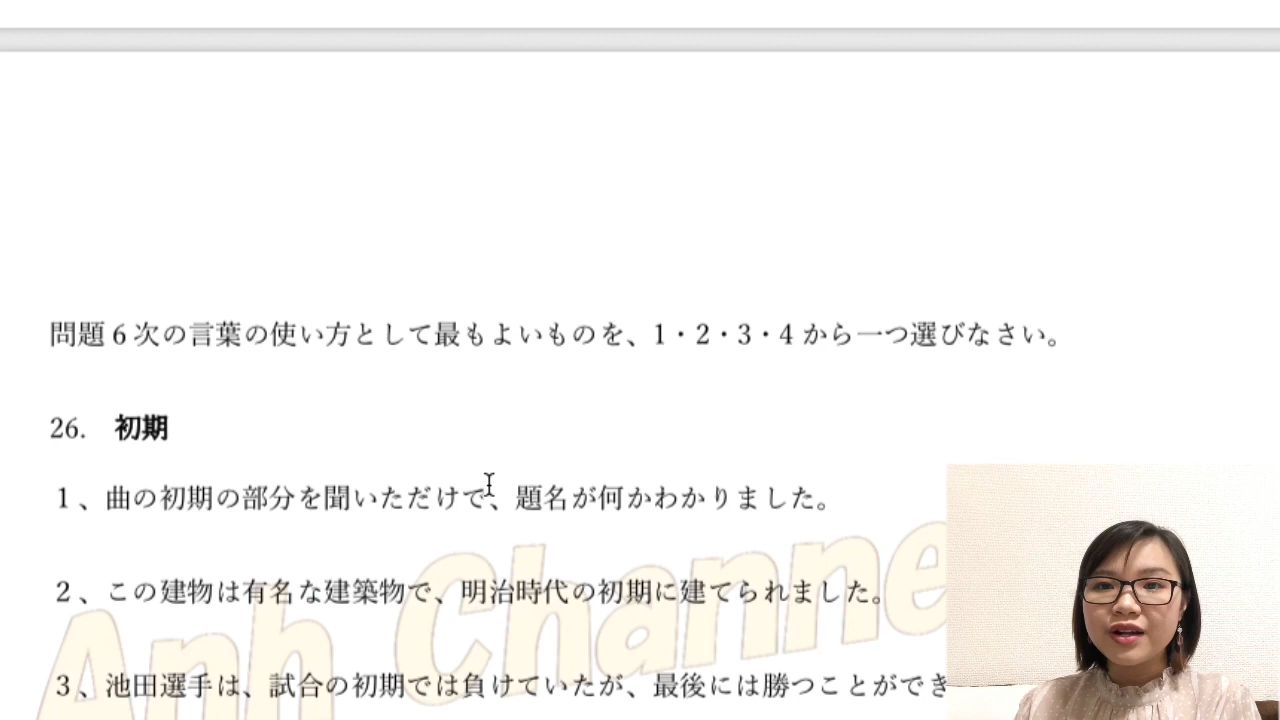 問題6次の言葉の使い方として最もよいものを、1・2・3・4から一つ選びなさい。
26. 初期
1、曲の初期の部分を聞いただけで、題名が何かわかりました。
2、この建物は有名な建築物で、明治時代の初期に建てられました。
3、池田選手は、試合の初期では負けていたが、最後には勝つことができ
Anh Channe